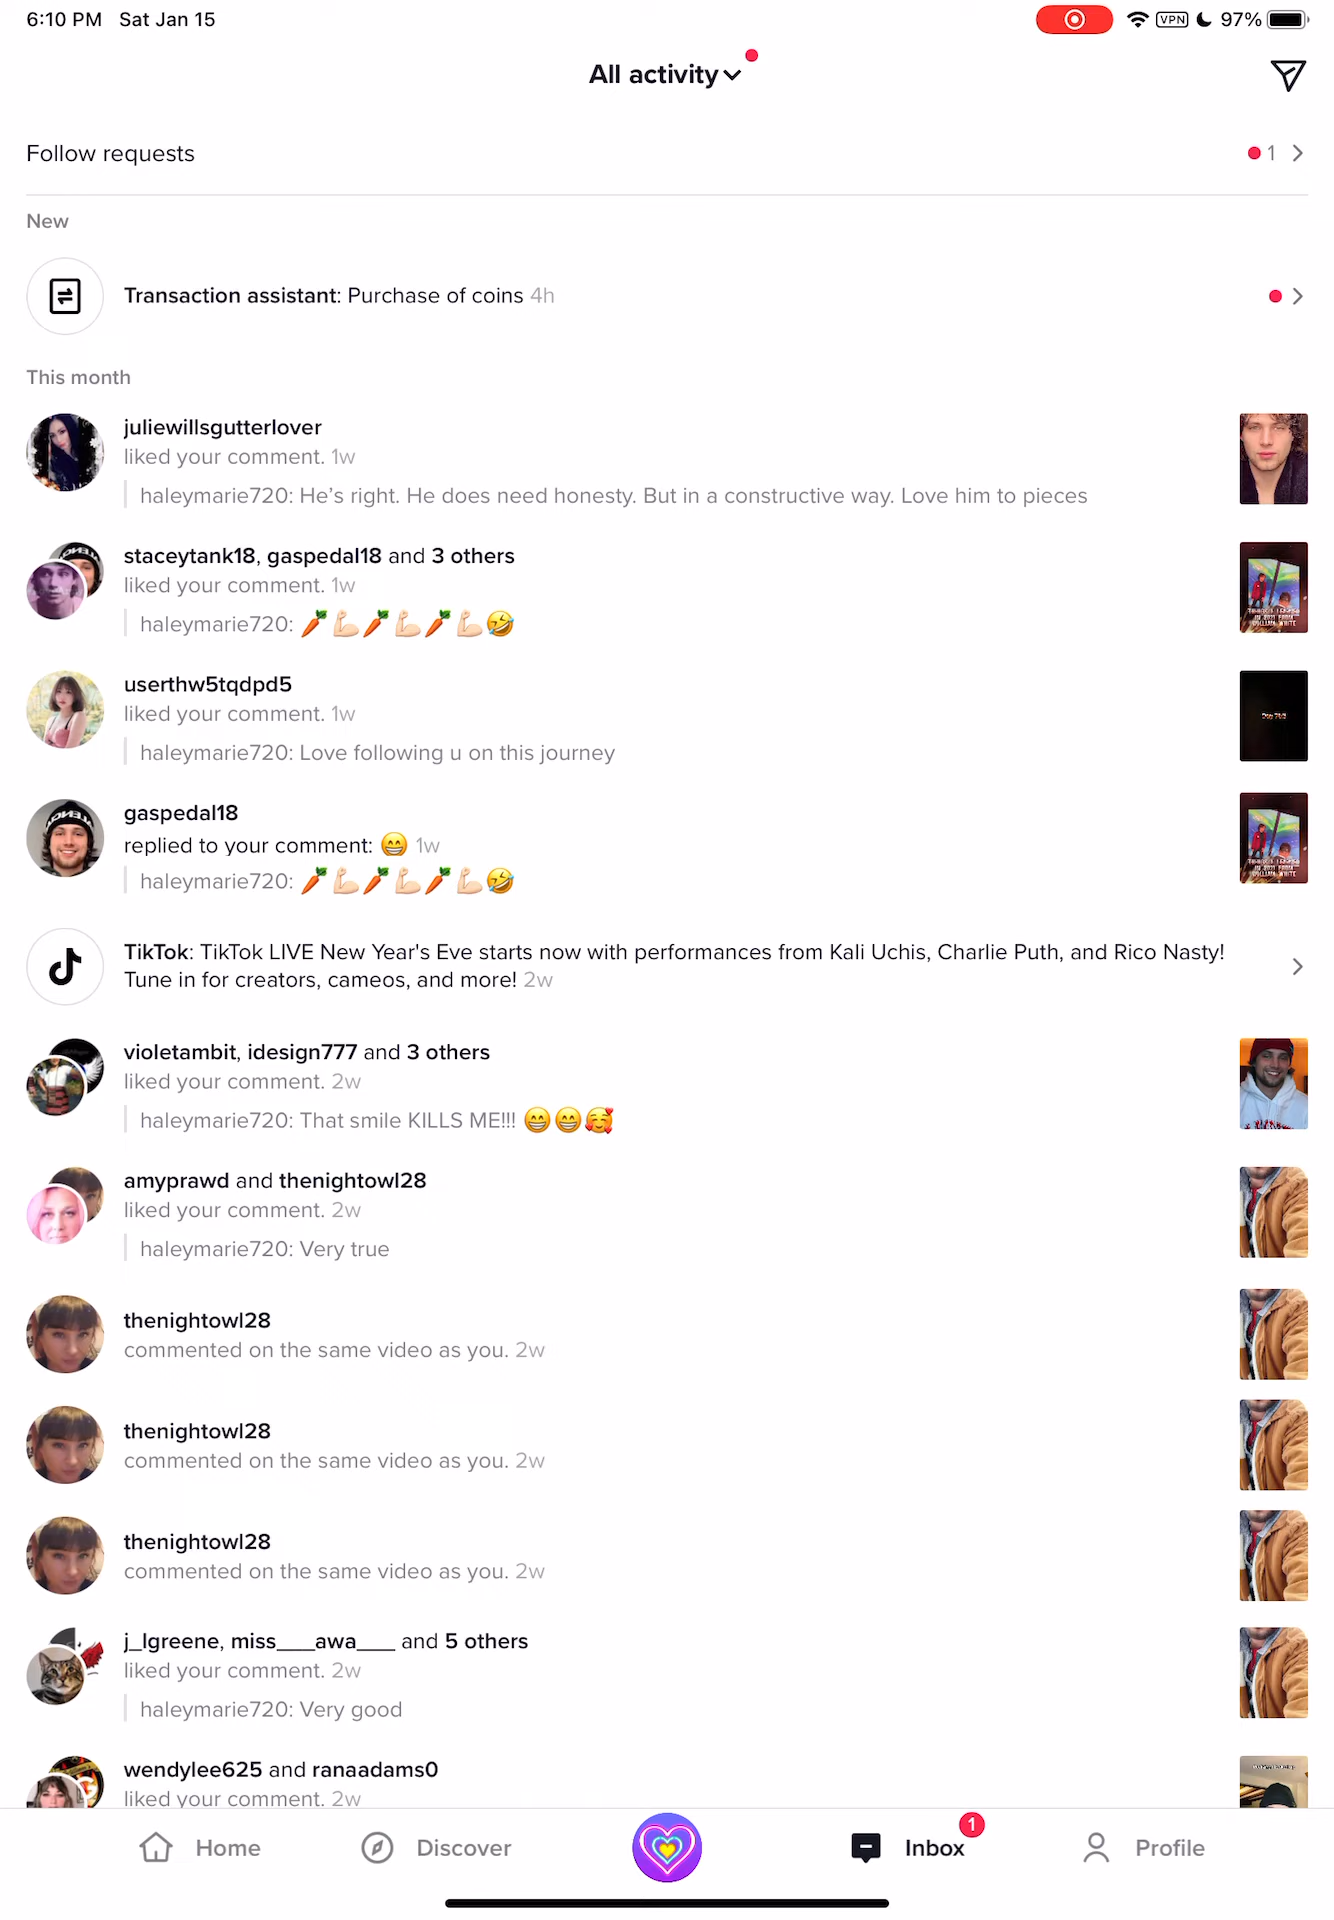 6:10 PM Sat Jan 15
VPN 97%
All activity
Follow requests 1
New
Transaction assistant: Purchase of coins 4h
This month
juliewillsgutterlover
liked your comment. 1w
haleymarie720: He's right. He does need honesty. But in a constructive way. Love him to pieces
staceytank18, gaspedal18 and 3 others
liked your comment. 1w
haleymarie720: 🥕💪🏻🥕💪🏻🥕💪🏻🤣
userthw5tqdpd5
liked your comment. 1w
haleymarie720: Love following u on this journey
gaspedal18
replied to your comment: 😁 1w
haleymarie720: 🥕💪🏻🥕💪🏻🥕💪🏻🤣
TikTok: TikTok LIVE New Year's Eve starts now with performances from Kali Uchis, Charlie Puth, and Rico Nasty!
Tune in for creators, cameos, and more! 2w
violetambit, idesign777 and 3 others
liked your comment. 2w
haleymarie720: That smile KILLS ME!!! 😁😁🥰
amyprawd and thenightowl28
liked your comment. 2w
haleymarie720: Very true
thenightowl28
commented on the same video as you. 2w
thenightowl28
commented on the same video as you. 2w
thenightowl28
commented on the same video as you. 2w
j_lgreene, miss___awa___ and 5 others
liked your comment. 2w
haleymarie720: Very good
wendylee625 and ranaadams0
liked your comment. 2w
Home Discover Inbox 1 Profile